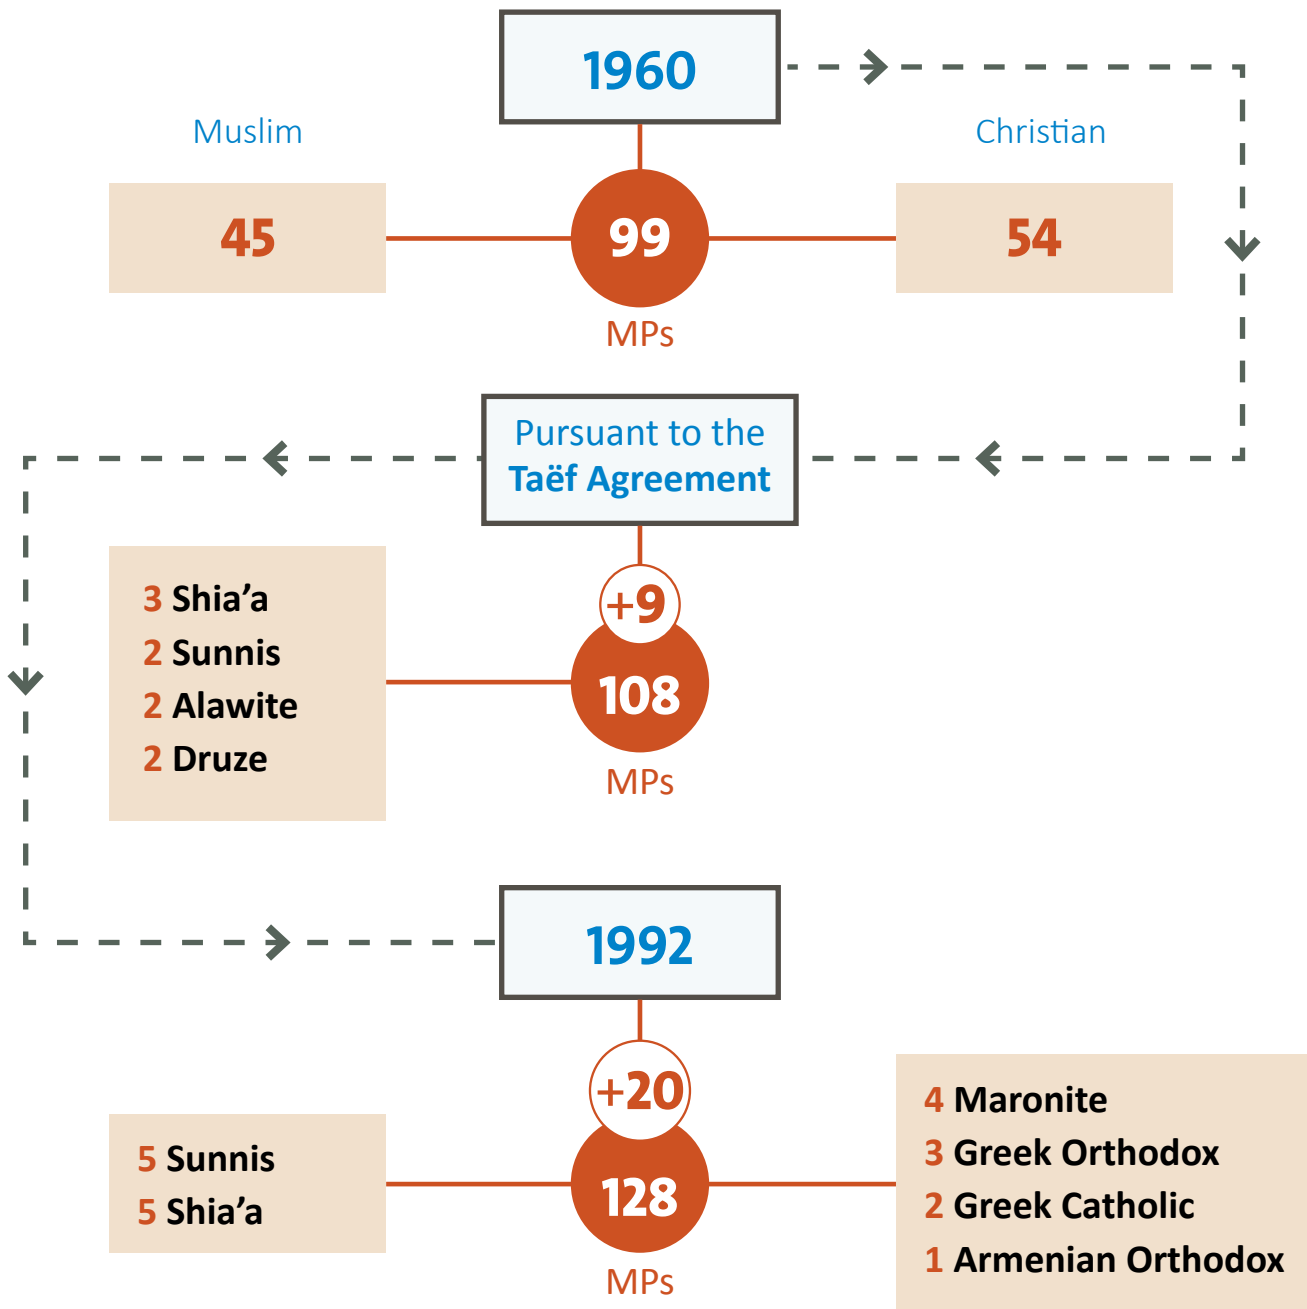 1960
Muslim
Christian
45
99
54
MPs
Pursuant to the
Taëf Agreement
+9
108
MPs
3 Shia’a
2 Sunnis
2 Alawite
2 Druze
1992
+20
128
MPs
5 Sunnis
5 Shia’a
4 Maronite
3 Greek Orthodox
2 Greek Catholic
1 Armenian Orthodox